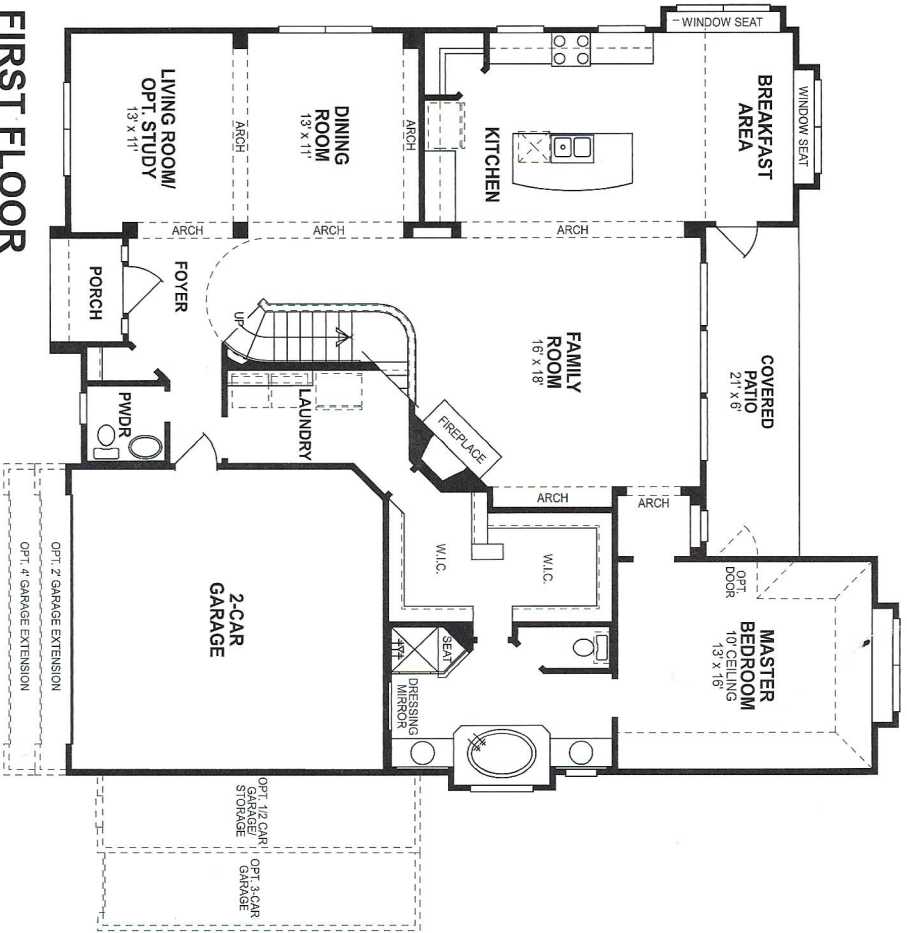 FIRST FLOOR
WINDOW SEAT
WINDOW SEAT
BREAKFAST
AREA
KITCHEN
DINING
ROOM
13' x 11'
LIVING ROOM/
OPT. STUDY
13' x 11'
ARCH
ARCH
ARCH
ARCH
ARCH
PORCH
FOYER
UP
FAMILY
ROOM
16' x 18'
COVERED
PATIO
21' x 6'
PWDR
LAUNDRY
FIREPLACE
ARCH
ARCH
W.I.C.
W.I.C.
OPT.
DOOR
MASTER
BEDROOM
10' CEILING
13' x 16'
SEAT
DRESSING
MIRROR
2-CAR
GARAGE
OPT. 2' GARAGE EXTENSION
OPT. 4' GARAGE EXTENSION
OPT. 1/2 CAR
GARAGE/
STORAGE
OPT. 3-CAR
GARAGE